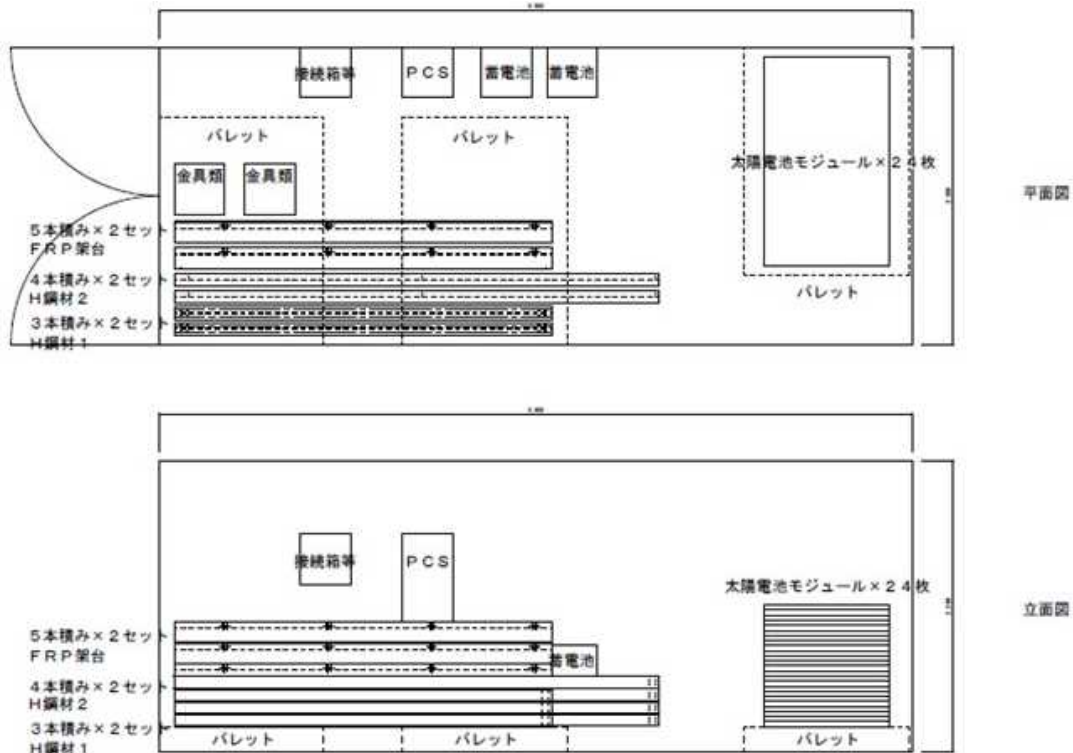 接続箱等
PCS
蓄電池
蓄電池
パレット
パレット
金具類
金具類
太陽電池モジュール×24枚
平面図
5本積み×2セット
FRP架台
4本積み×2セット
H鋼材2
3本積み×2セット
H鋼材1
パレット
接続箱等
PCS
太陽電池モジュール×24枚
立面図
5本積み×2セット
FRP架台
蓄電池
4本積み×2セット
H鋼材2
3本積み×2セット
H鋼材1
パレット
パレット
パレット